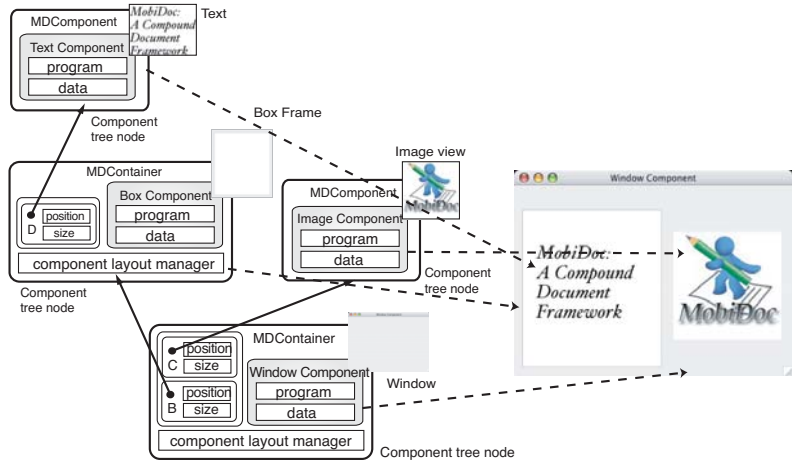 MDComponent
Text Component
program
data
MobiDoc:
A Compound
Document
Framework
Text
Component
tree node
Box Frame
MDContainer
Box Component
program
data
D
position
size
component layout manager
Component
tree node
Image view
MobiDoc
MDComponent
Image Component
program
data
Component
tree node
MDContainer
C
position
size
B
position
size
Window Component
program
data
component layout manager
Window
Component tree node
Window Component
MobiDoc:
A Compound
Document
Framework
MobiDoc